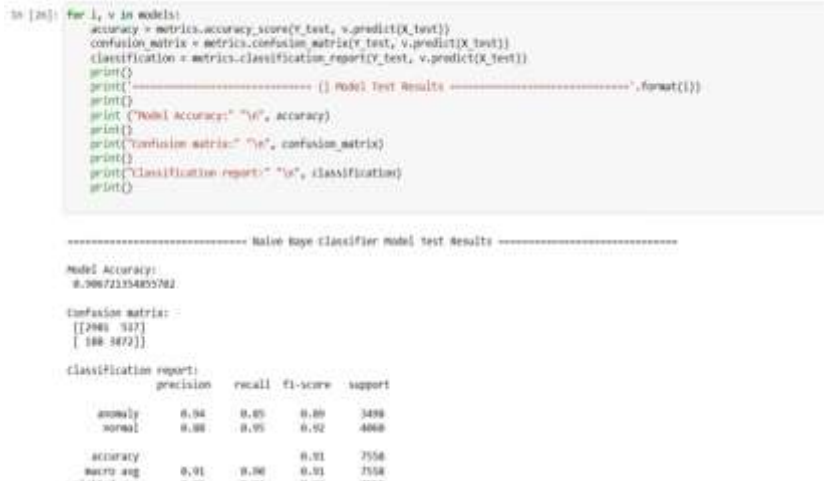 In [26]: for i, v in models:
accuracy = metrics.accuracy_score(Y_test, v.predict(X_test))
confusion_matrix = metrics.confusion_matrix(Y_test, v.predict(X_test))
classification = metrics.classification_report(Y_test, v.predict(X_test))
print()
print('============================== {} Model Test Results =============================='.format(i))
print()
print ("Model Accuracy:" "\n", accuracy)
print()
print("Confusion matrix:" "\n", confusion_matrix)
print()
print("Classification report:" "\n", classification)
print()
============================== Naive Baye Classifier Model Test Results ==============================
Model Accuracy:
Confusion matrix:
[[2981 517]
[ 188 3872]]
Classification report:
precision recall f1-score support
anomaly 0.94 0.85 0.89 3498
normal 0.88 0.95 0.92 4060
accuracy 0.91 7558
macro avg 0.91 0.90 0.91 7558